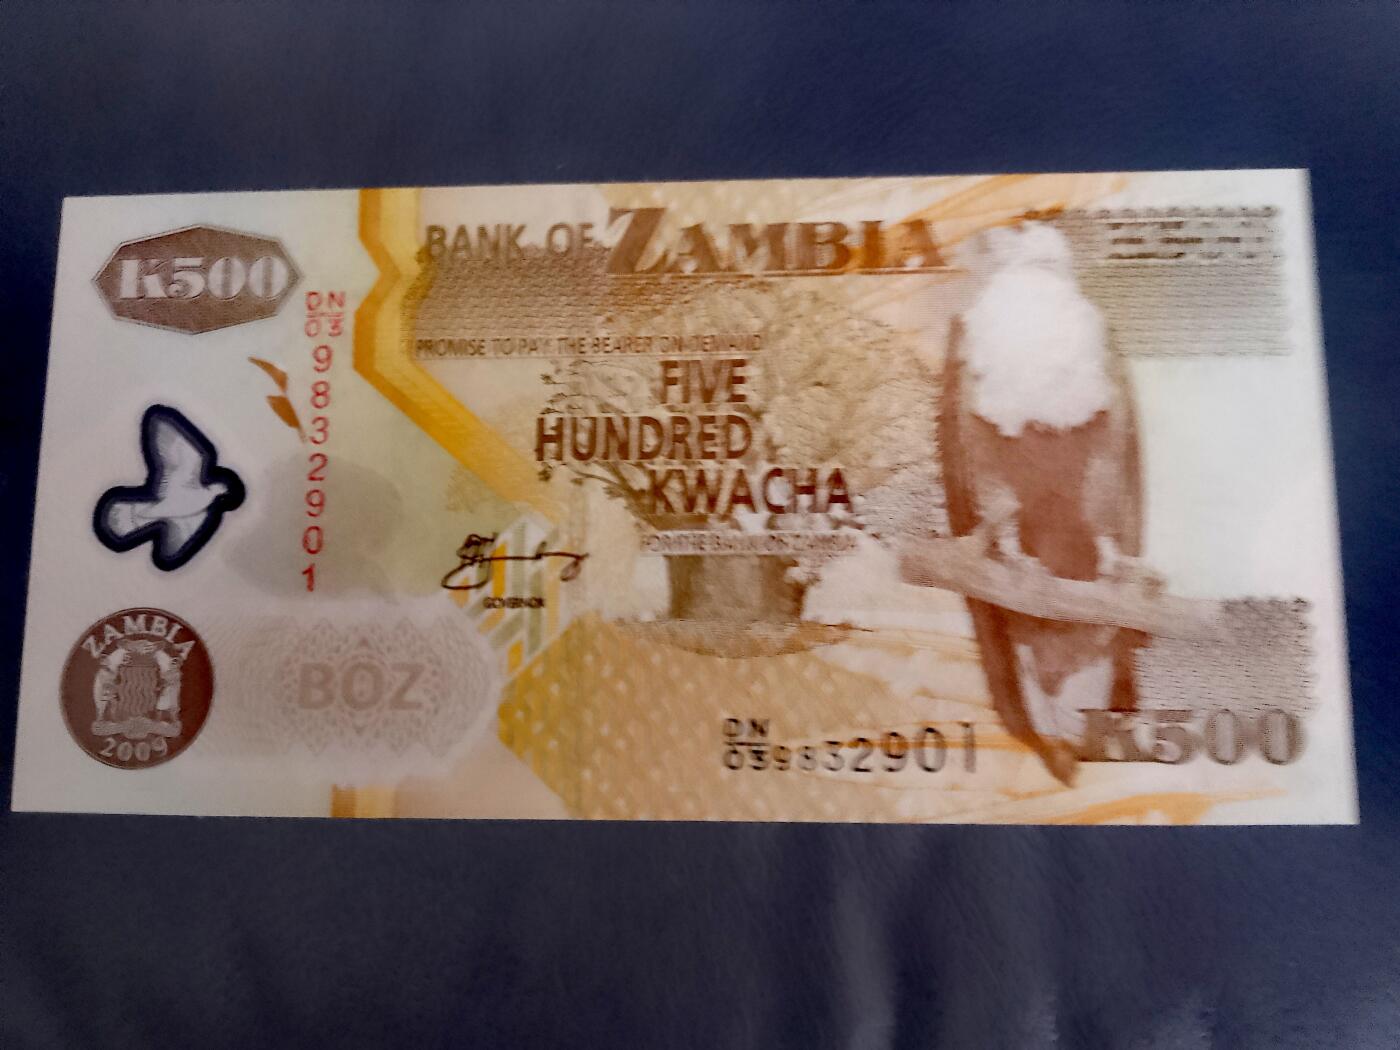 BANK OF ZAMBIA
K500
DN/03 9832901
PROMISE TO PAY THE BEARER ON DEMAND
FIVE
HUNDRED
KWACHA
FOR THE BANK OF ZAMBIA
GOVERNOR
ZAMBIA
2009
BOZ
DN/03 9832901
K500